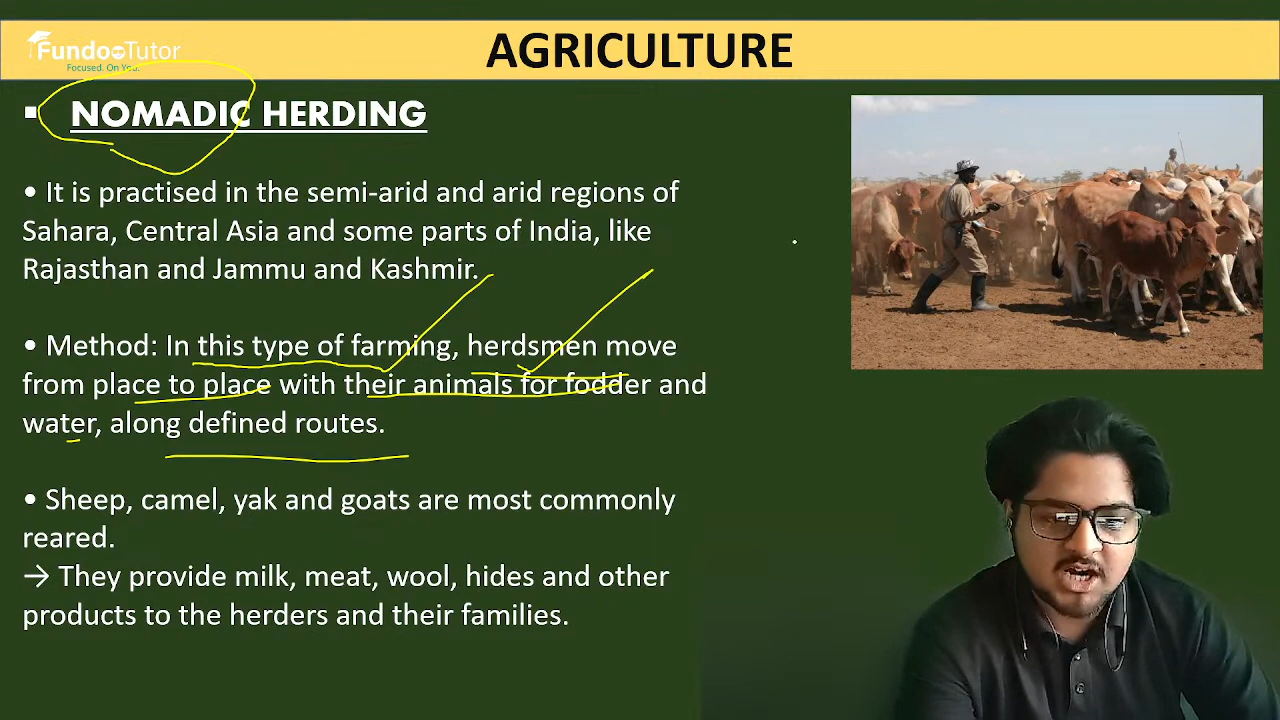 FundooTutor
Focused. On You.
AGRICULTURE
▪ NOMADIC HERDING
• It is practised in the semi-arid and arid regions of
Sahara, Central Asia and some parts of India, like
Rajasthan and Jammu and Kashmir.
• Method: In this type of farming, herdsmen move
from place to place with their animals for fodder and
water, along defined routes.
• Sheep, camel, yak and goats are most commonly
reared.
→ They provide milk, meat, wool, hides and other
products to the herders and their families.